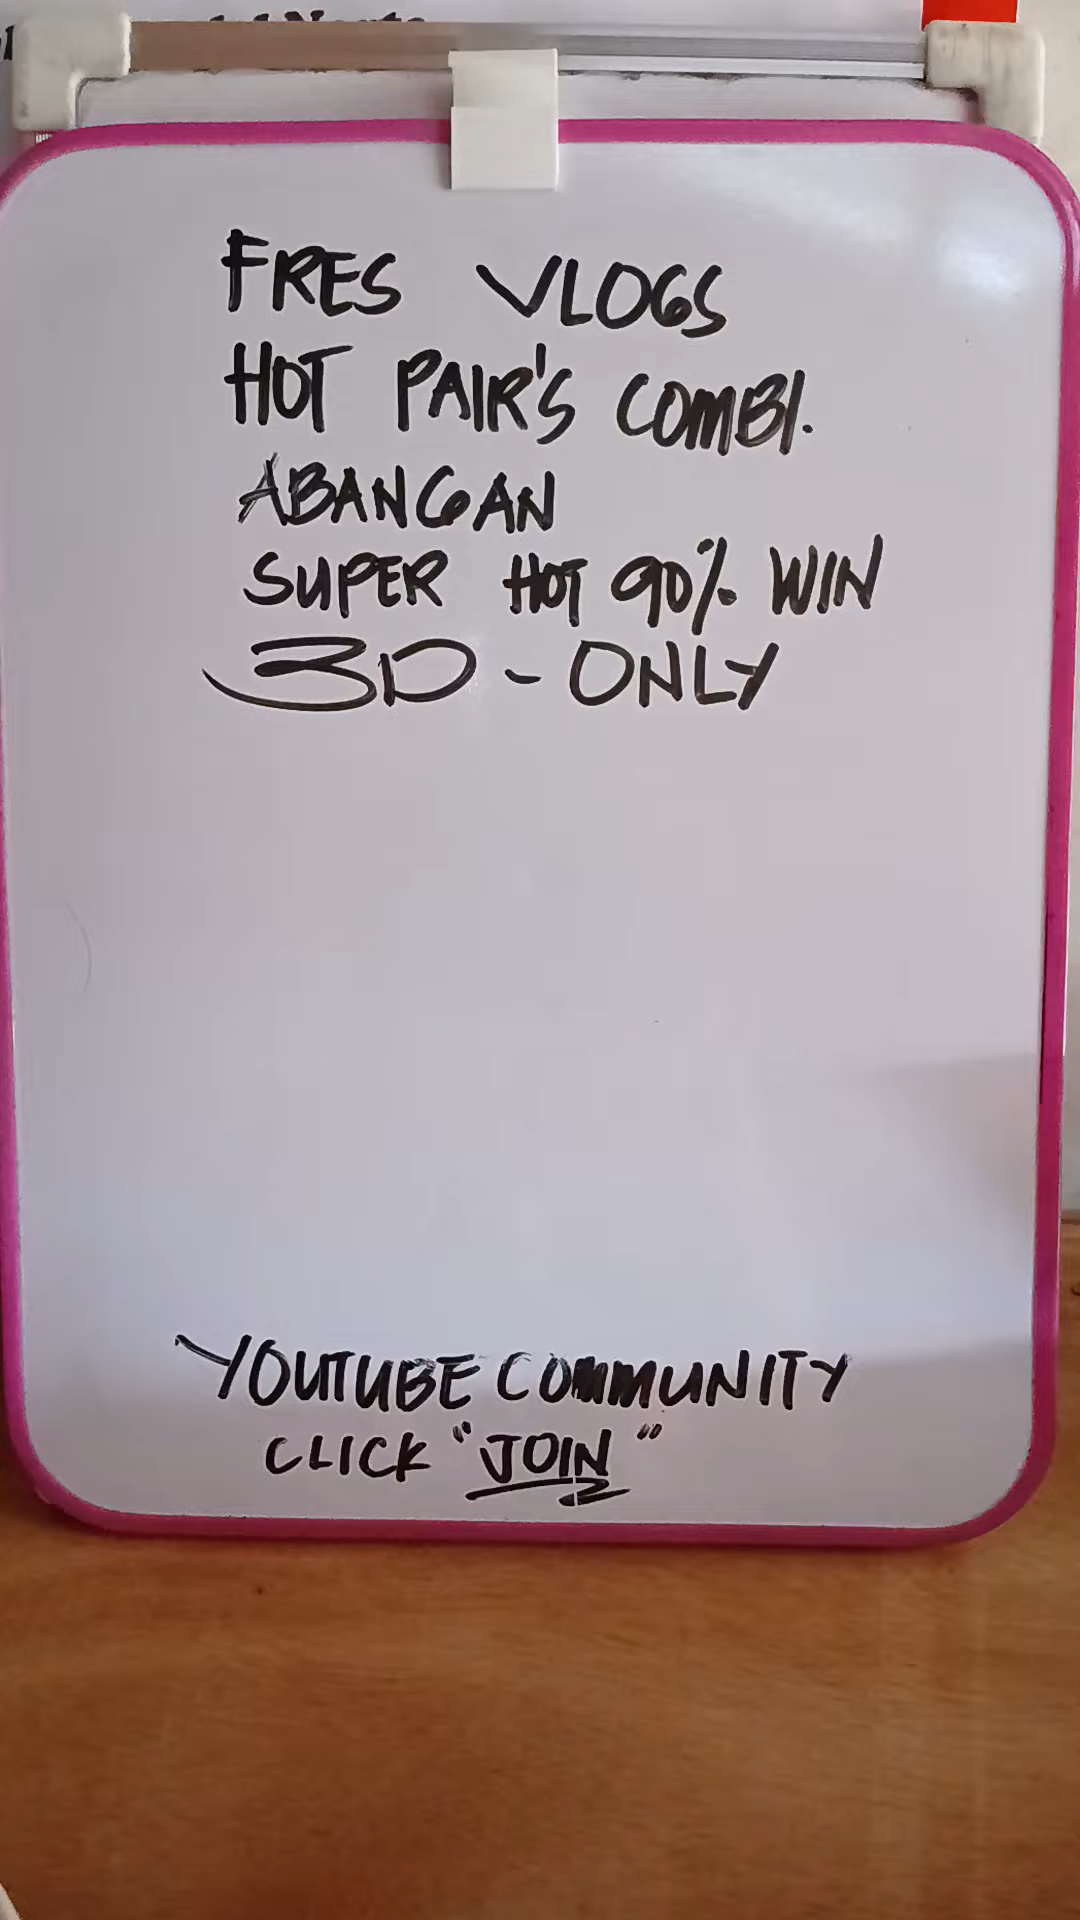 FRES VLOGS
HOT PAIR'S COMBI.
ABANGAN
SUPER HOT 90% WIN
3D - ONLY
YOUTUBE COMMUNITY
CLICK "JOIN"